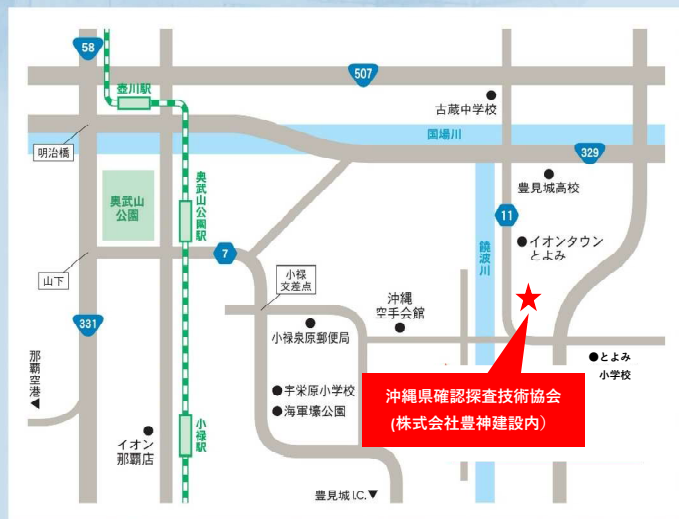 58
507
壺川駅
古蔵中学校
国場川
明治橋
329
奥武山
公園
奥武山公園駅
豊見城高校
11
イオンタウン
とよみ
饒波川
7
山下
小禄
交差点
沖縄
空手会館
331
小禄泉原郵便局
那覇空港
とよみ
小学校
宇栄原小学校
海軍壕公園
沖縄県確認探査技術協会
(株式会社豊神建設内）
小禄駅
イオン
那覇店
豊見城I.C.